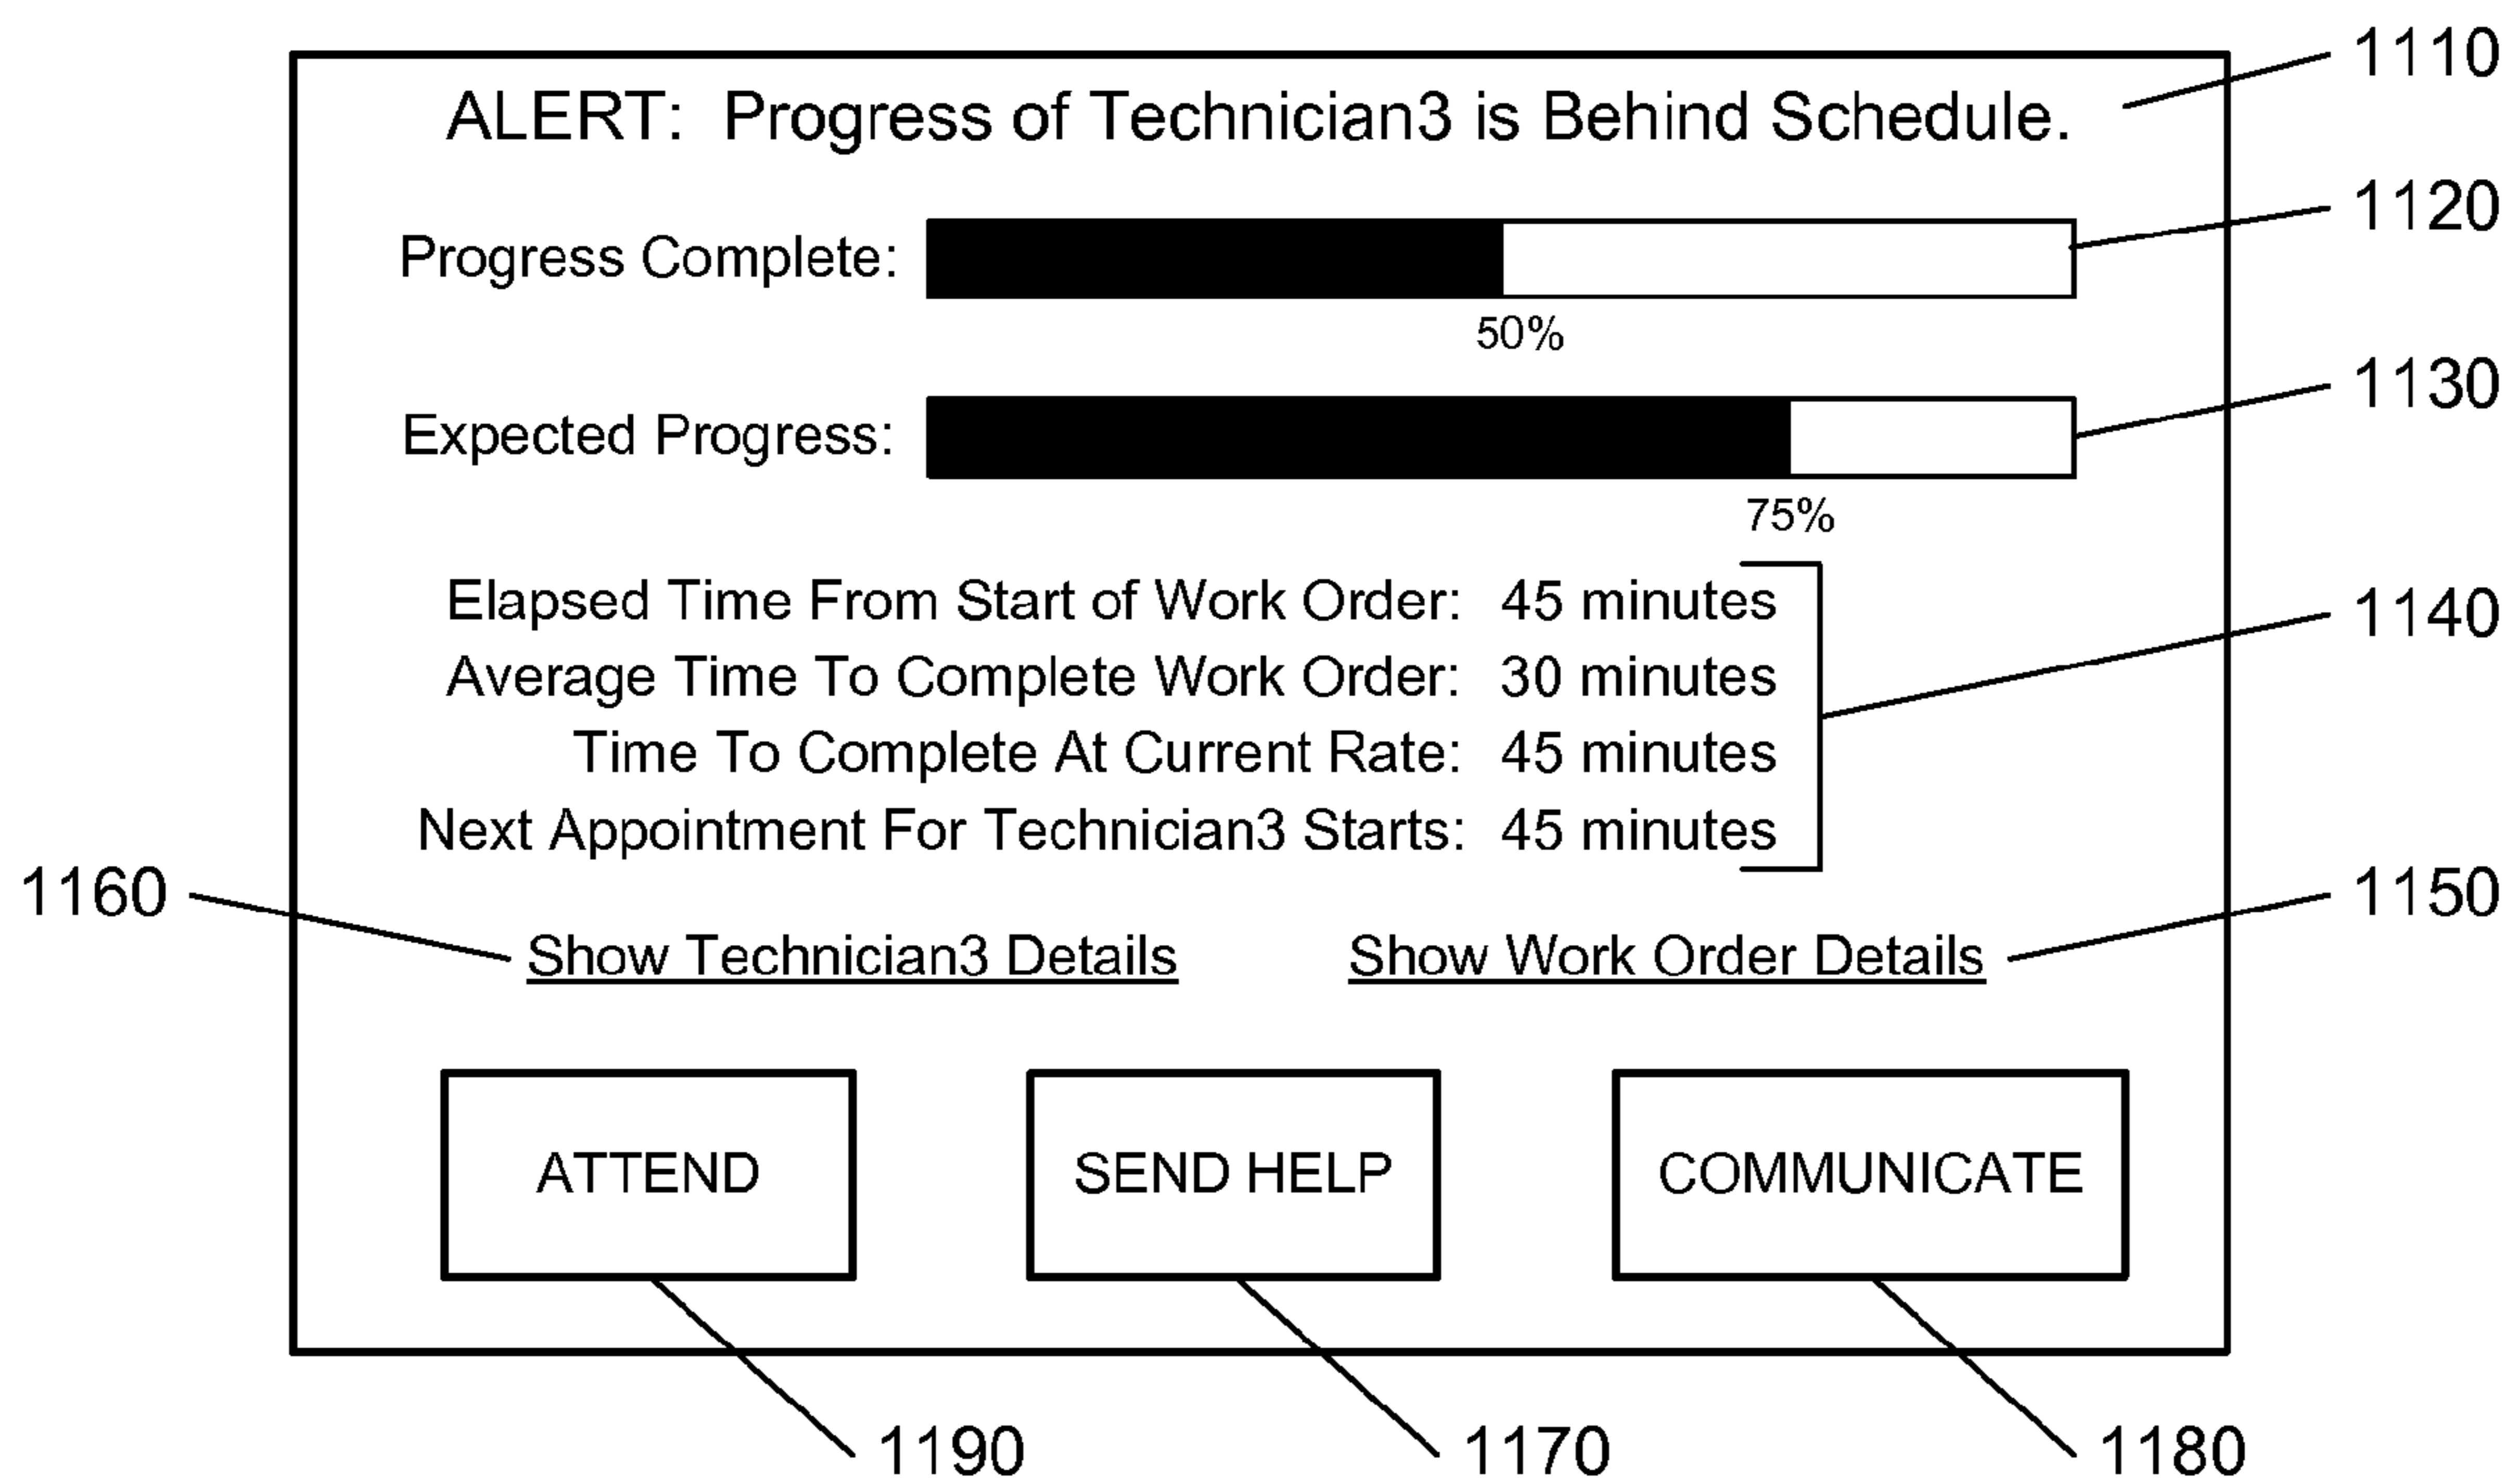 1110
ALERT: Progress of Technician3 is Behind Schedule.
1120
Progress Complete:
50%
1130
Expected Progress:
75%
Elapsed Time From Start of Work Order: 45 minutes
1140
Average Time To Complete Work Order: 30 minutes
Time To Complete At Current Rate: 45 minutes
Next Appointment For Technician3 Starts: 45 minutes
1160
1150
Show Technician3 Details Show Work Order Details
ATTEND SEND HELP COMMUNICATE
1190 1170 1180